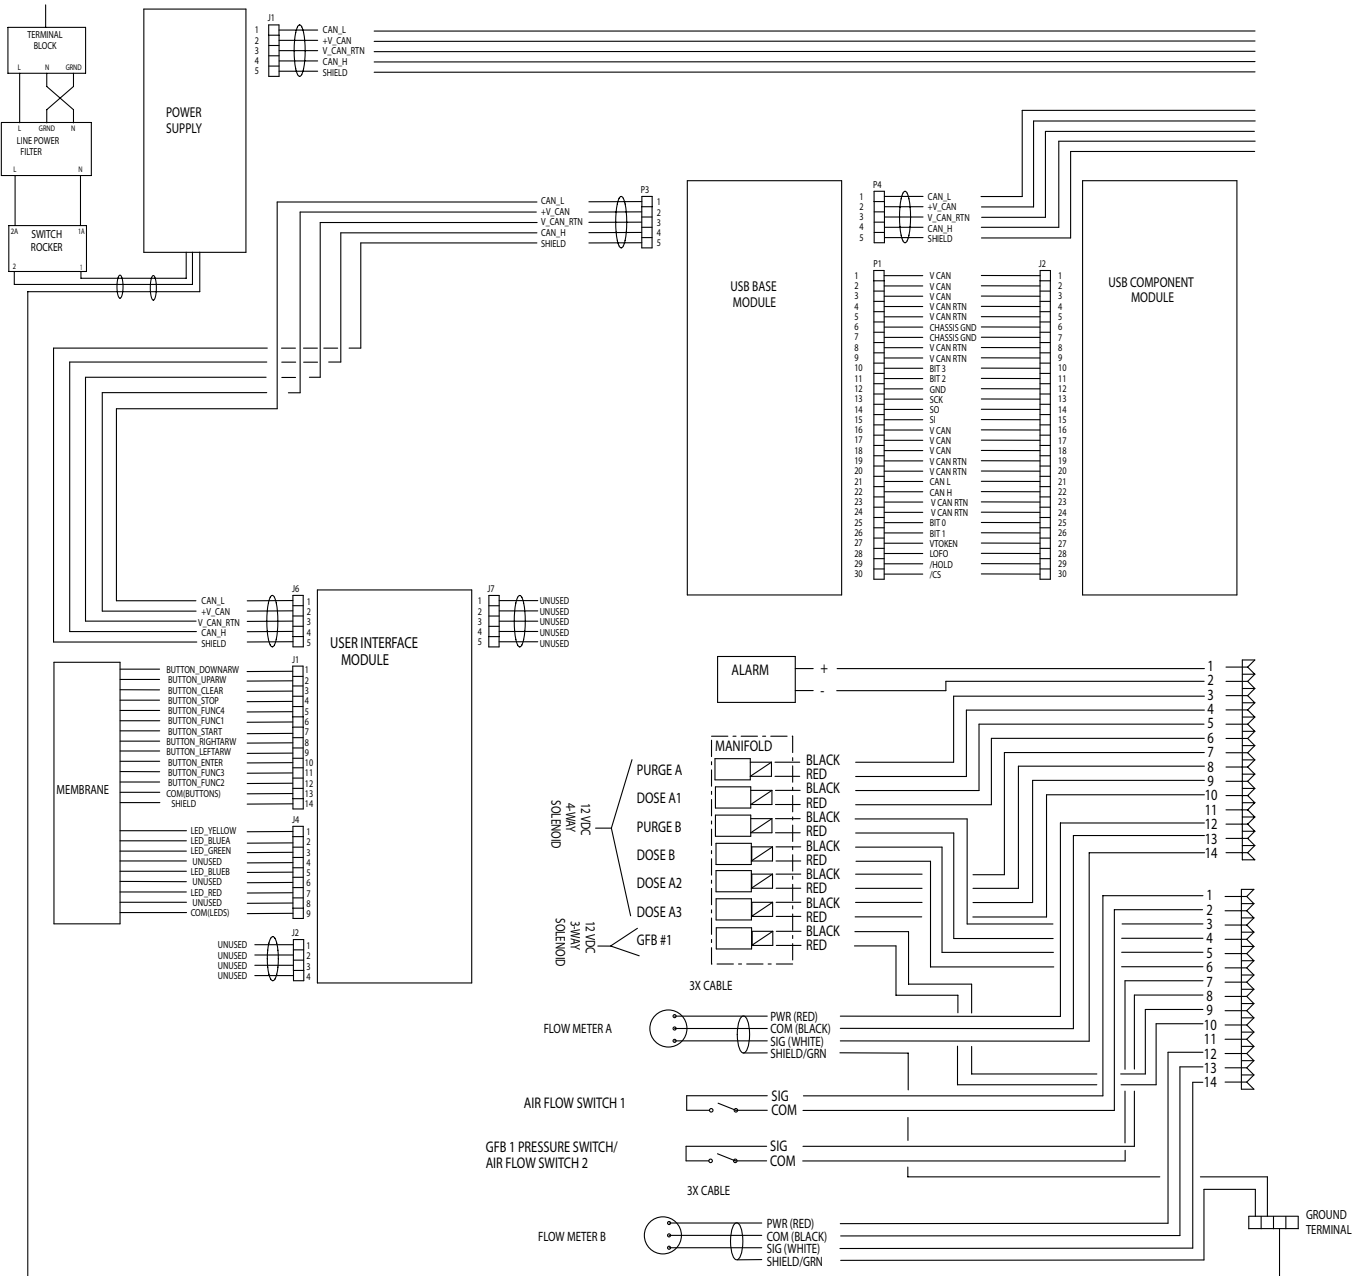 TERMINAL
BLOCK
L N GRND
L GRND N
LINE POWER
FILTER
L N
2A 1A
SWITCH
ROCKER
2 1
POWER
SUPPLY
J1
1 CAN_L
2 +V_CAN
3 V_CAN_RTN
4 CAN_H
5 SHIELD
P3
CAN_L 1
+V_CAN 2
V_CAN_RTN 3
CAN_H 4
SHIELD 5
USB BASE
MODULE
P4
1 CAN_L
2 +V_CAN
3 V_CAN_RTN
4 CAN_H
5 SHIELD
USB COMPONENT
MODULE
P1 J2
1 V CAN 1
2 V CAN 2
3 V CAN 3
4 V CAN RTN 4
5 V CAN RTN 5
6 CHASSIS GND 6
7 CHASSIS GND 7
8 V CAN RTN 8
9 V CAN RTN 9
10 BIT 3 10
11 BIT 2 11
12 GND 12
13 SCK 13
14 SO 14
15 SI 15
16 V CAN 16
17 V CAN 17
18 V CAN 18
19 V CAN RTN 19
20 V CAN RTN 20
21 CAN L 21
22 CAN H 22
23 V CAN RTN 23
24 V CAN RTN 24
25 BIT 0 25
26 BIT 1 26
27 VTOKEN 27
28 LOFO 28
29 /HOLD 29
30 /CS 30
J6
CAN_L 1
+V_CAN 2
V_CAN_RTN 3
CAN_H 4
SHIELD 5
USER INTERFACE
MODULE
J7
1 UNUSED
2 UNUSED
3 UNUSED
4 UNUSED
5 UNUSED
MEMBRANE
J1
BUTTON_DOWNARW 1
BUTTON_UPARW 2
BUTTON_CLEAR 3
BUTTON_STOP 4
BUTTON_FUNC4 5
BUTTON_FUNC1 6
BUTTON_START 7
BUTTON_RIGHTARW 8
BUTTON_LEFTARW 9
BUTTON_ENTER 10
BUTTON_FUNC3 11
BUTTON_FUNC2 12
COM(BUTTONS) 13
SHIELD 14
J4
LED_YELLOW 1
LED_BLUEA 2
LED_GREEN 3
UNUSED 4
LED_BLUEB 5
UNUSED 6
LED_RED 7
UNUSED 8
COM(LEDS) 9
J2
UNUSED 1
UNUSED 2
UNUSED 3
UNUSED 4
ALARM + -
MANIFOLD
12 VDC
4-WAY
SOLENOID
PURGE A
BLACK
RED
DOSE A1
BLACK
RED
PURGE B
BLACK
RED
DOSE B
BLACK
RED
DOSE A2
BLACK
RED
DOSE A3
BLACK
RED
12 VDC
3-WAY
SOLENOID
GFB #1
BLACK
RED
1
2
3
4
5
6
7
8
9
10
11
12
13
14
1
2
3
4
5
6
7
8
9
10
11
12
13
14
3X CABLE
FLOW METER A
PWR (RED)
COM (BLACK)
SIG (WHITE)
SHIELD/GRN
AIR FLOW SWITCH 1
SIG
COM
GFB 1 PRESSURE SWITCH/
AIR FLOW SWITCH 2
SIG
COM
3X CABLE
FLOW METER B
PWR (RED)
COM (BLACK)
SIG (WHITE)
SHIELD/GRN
GROUND
TERMINAL